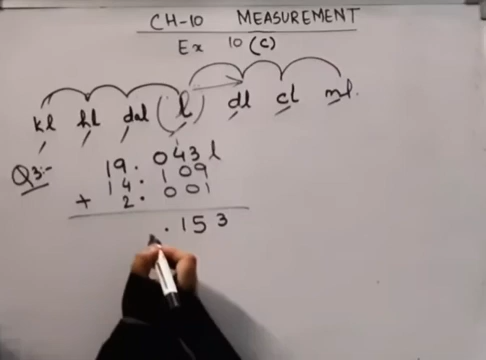 CH-10 MEASUREMENT
Ex 10 (C)
kl hl dal (l) dl cl ml.
1
Q3:- 19. 043 l
14. 109
+ 2. 001
.153